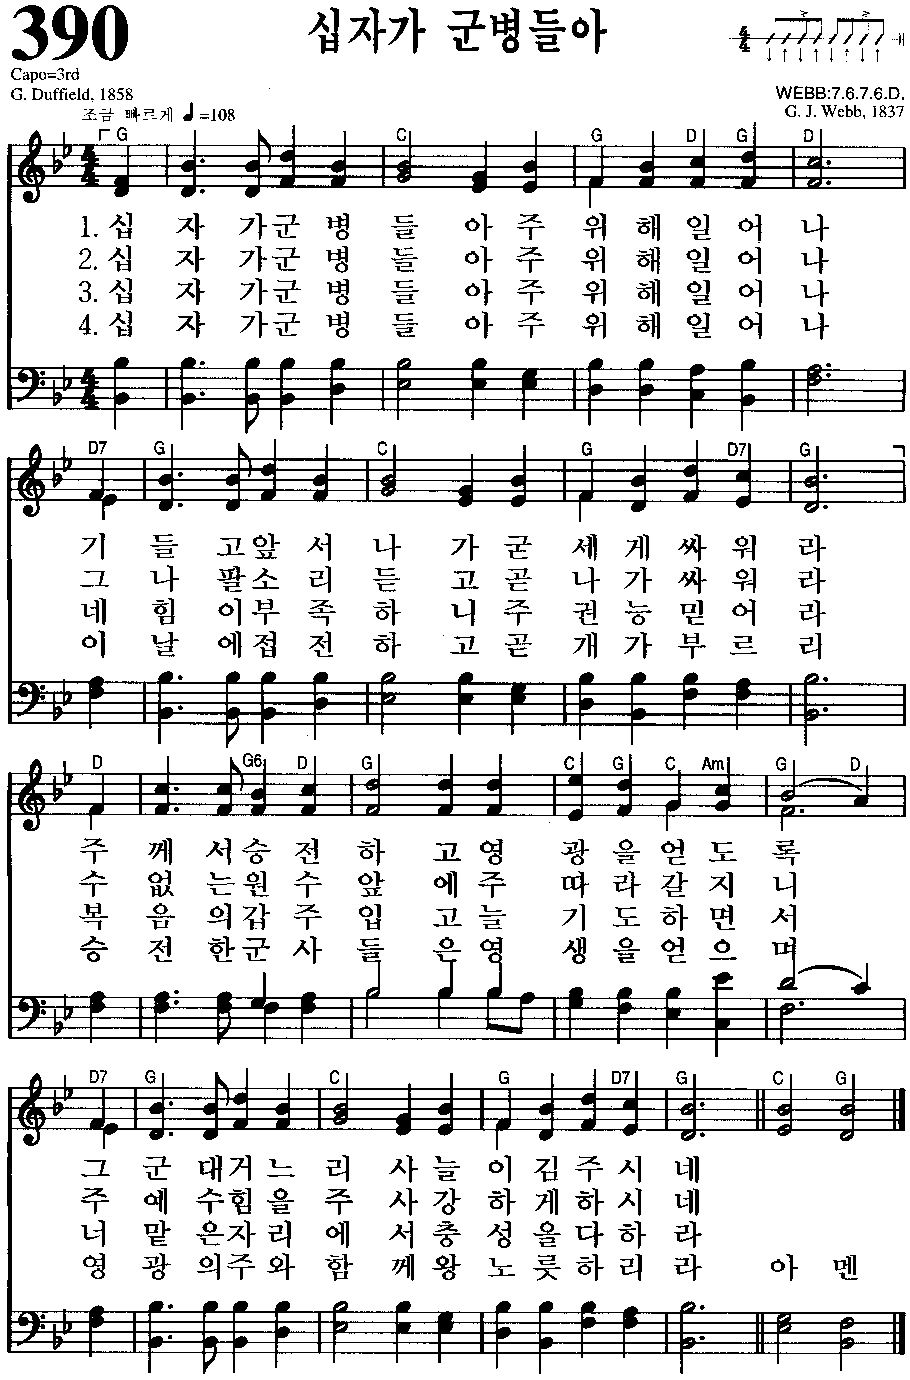 390
십자가 군병들아
Capo=3rd
G. Duffield, 1858
WEBB:7.6.7.6.D.
조금 빠르게 ♩=108
G. J. Webb, 1837
G C G D G D
1. 십 자 가 군 병 들 아 주 위 해 일 어 나
2. 십 자 가 군 병 들 아 주 위 해 일 어 나
3. 십 자 가 군 병 들 아 주 위 해 일 어 나
4. 십 자 가 군 병 들 아 주 위 해 일 어 나
D7 G C G D7 G
기 들 고 앞 서 나 가 굳 세 게 싸 워 라
그 나 팔 소 리 듣 고 곧 나 가 싸 워 라
네 힘 이 부 족 하 니 주 권 능 믿 어 라
이 날 에 접 전 하 고 곧 개 가 부 르 리
D G6 D G C G C Am G D
주 께 서 승 전 하 고 영 광 을 얻 도 록
수 없 는 원 수 앞 에 주 따 라 갈 지 니
복 음 의 갑 주 입 고 늘 기 도 하 면 서
승 전 한 군 사 들 은 영 생 을 얻 으 며
D7 G C G D7 G C G
그 군 대 거 느 리 사 늘 이 김 주 시 네
주 예 수 힘 을 주 사 강 하 게 하 시 네
너 맡 은 자 리 에 서 충 성 을 다 하 라
영 광 의 주 와 함 께 왕 노 릇 하 리 라 아 멘